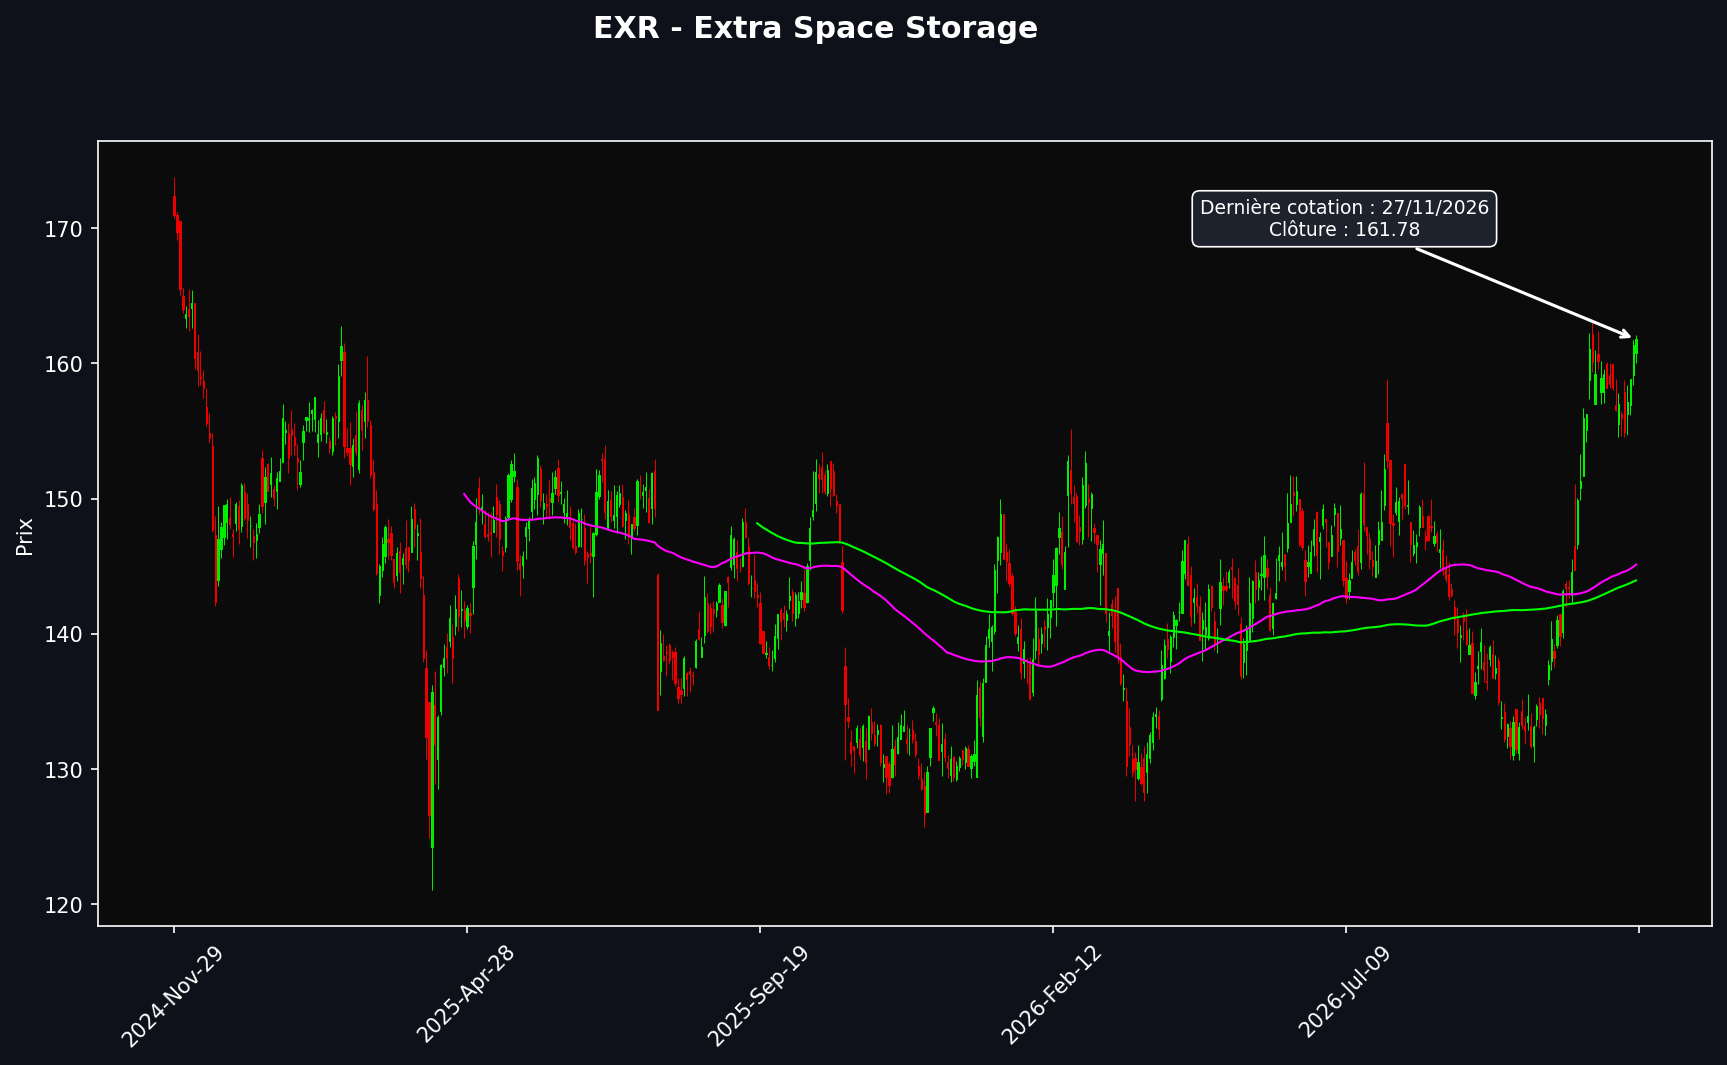 EXR - Extra Space Storage
Dernière cotation : 27/11/2026
Clôture : 161.78
170
160
150
140
130
120
Prix
2024-Nov-29
2025-Apr-28
2025-Sep-19
2026-Feb-12
2026-Jul-09